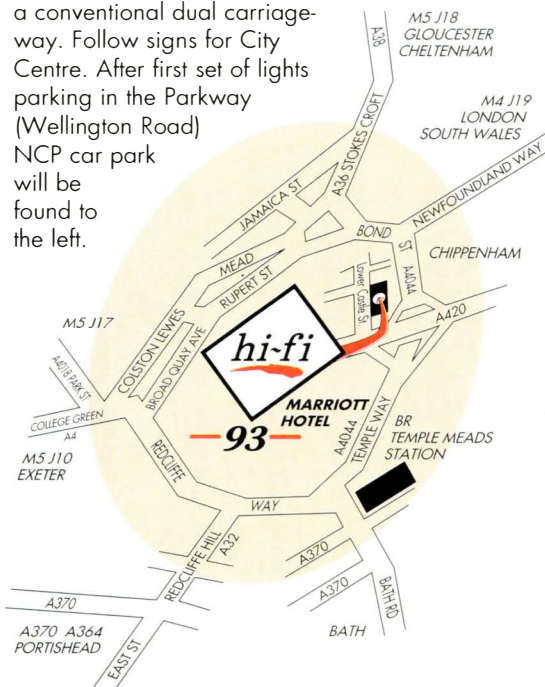 a conventional dual carriage-
way. Follow signs for City
Centre. After first set of lights
parking in the Parkway
(Wellington Road)
NCP car park
will be
found to
the left.
M5 J18
GLOUCESTER
CHELTENHAM
A38
M4 J19
LONDON
SOUTH WALES
A36 STOKES CROFT
JAMAICA ST
NEWFOUNDLAND WAY
BOND
ST
CHIPPENHAM
MEAD
RUPERT ST
Lower Castle St.
A4044
A420
M5 J17
COLSTON LEWES
BROAD QUAY AVE
hi-fi
A4018 PARK ST
COLLEGE GREEN
A4
M5 J10
EXETER
MARRIOTT
HOTEL
93
A4044
TEMPLE WAY
BR
TEMPLE MEADS
STATION
REDCLIFFE
WAY
REDCLIFFE HILL
A32
A370
A370
BATH RD
A370
A370 A364
PORTISHEAD
EAST ST
BATH